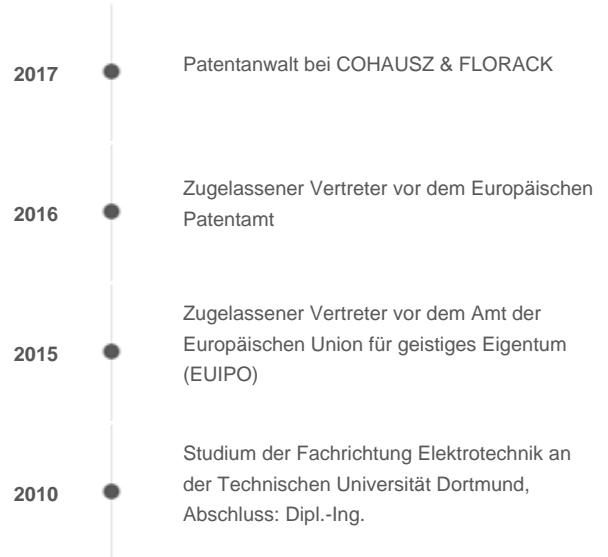 2017
Patentanwalt bei COHAUSZ & FLORACK
2016
Zugelassener Vertreter vor dem Europäischen
Patentamt
2015
Zugelassener Vertreter vor dem Amt der
Europäischen Union für geistiges Eigentum
(EUIPO)
2010
Studium der Fachrichtung Elektrotechnik an
der Technischen Universität Dortmund,
Abschluss: Dipl.-Ing.